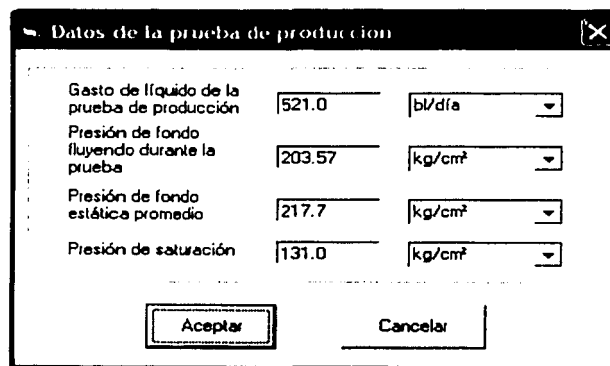 Datos de la prueba de produccion
Gasto de líquido de la
prueba de producción
521.0
bl/día
Presión de fondo
fluyendo durante la
prueba
203.57
kg/cm²
Presión de fondo
estática promedio
217.7
kg/cm²
Presión de saturación
131.0
kg/cm²
Aceptar
Cancelar